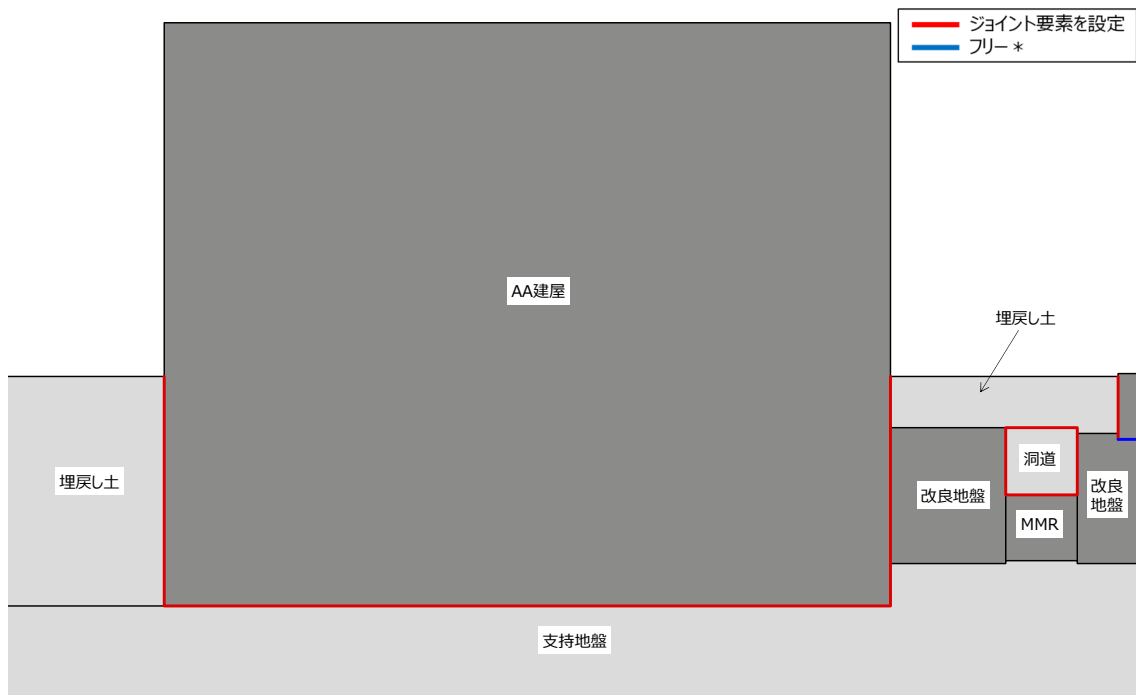 ジョイント要素を設定
フリー＊
AA建屋
埋戻し土
埋戻し土
洞道
改良地盤
改良
地盤
MMR
支持地盤